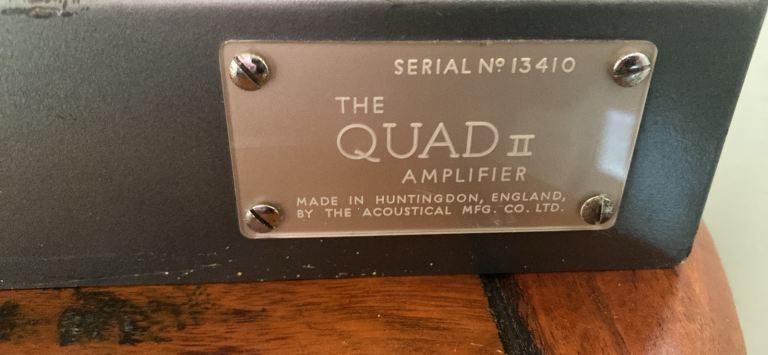 SERIAL Nº 13410
THE
QUAD II
AMPLIFIER
MADE IN HUNTINGDON, ENGLAND,
BY THE ACOUSTICAL MFG. CO. LTD.